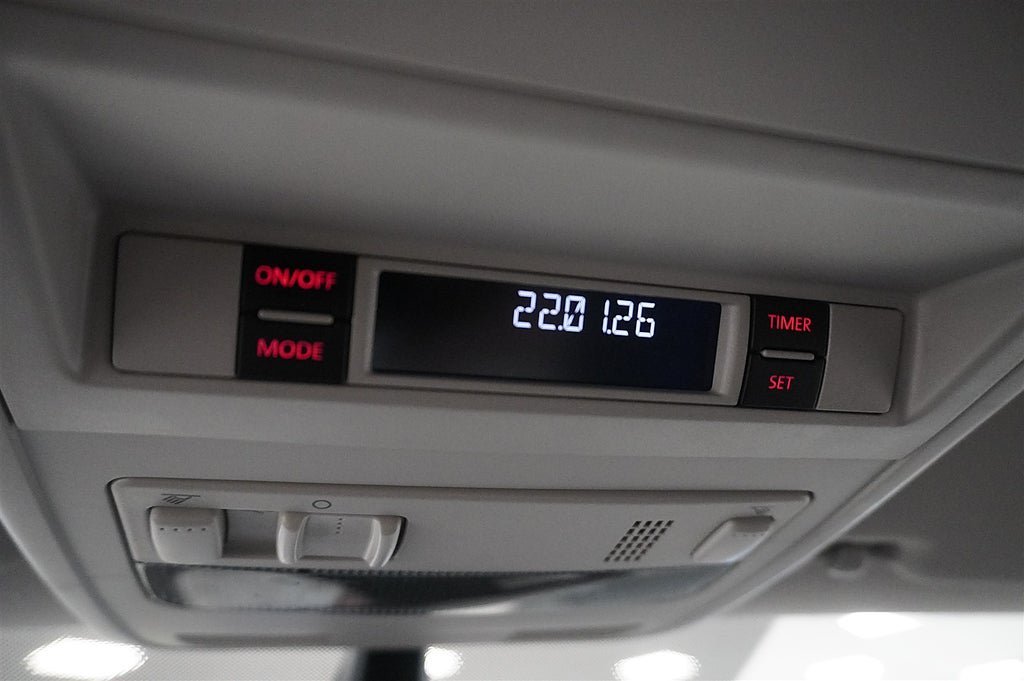 ON/OFF
MODE
22.01.26
TIMER
SET